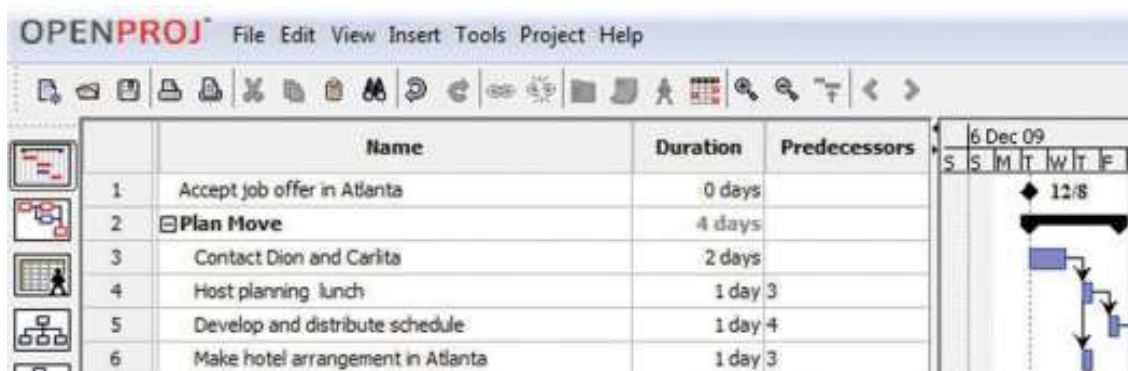 OPENPROJ™ File Edit View Insert Tools Project Help
Name Duration Predecessors 6 Dec 09
S S M T W T F
1 Accept job offer in Atlanta 0 days 12/8
2 Plan Move 4 days
3 Contact Dion and Carlita 2 days
4 Host planning lunch 1 day 3
5 Develop and distribute schedule 1 day 4
6 Make hotel arrangement in Atlanta 1 day 3